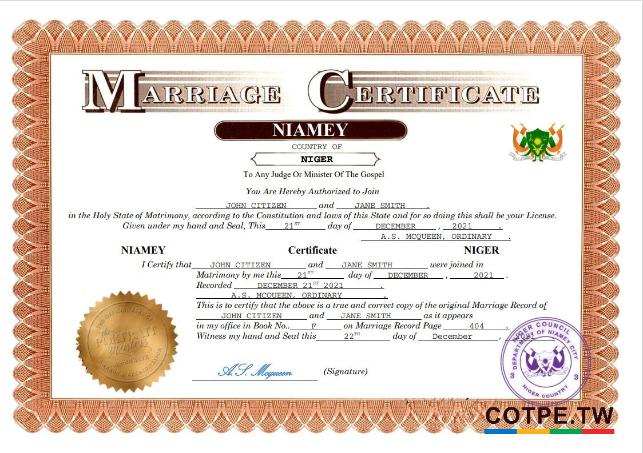 MARRIAGE CERTIFICATE
NIAMEY
COUNTRY OF
NIGER
To Any Judge Or Minister Of The Gospel
You Are Hereby Authorized to Join
JOHN CITIZEN and JANE SMITH .
in the Holy State of Matrimony, according to the Constitution and laws of this State and for so doing this shall be your License.
Given under my hand and Seal, This 21ST day of DECEMBER , 2021 .
A.S. MCQUEEN, ORDINARY .
NIAMEY Certificate NIGER
I Certify that JOHN CITIZEN and JANE SMITH were joined in
Matrimony by me this 21ST day of DECEMBER , 2021 .
Recorded DECEMBER 21ST 2021 .
A.S. MCQUEEN, ORDINARY .
This is to certify that the above is a true and correct copy of the original Marriage Record of
JOHN CITIZEN and JANE SMITH as it appears
in my office in Book No.. F on Marriage Record Page 404 .
Witness my hand and Seal this 22TH day of December ,
A.S. Mcqueen (Signature)
NIGER COUNCIL
DEPARTMENT OF NIAMEY CITY
3 3
NIGER COUNTRY
COTPE.TW